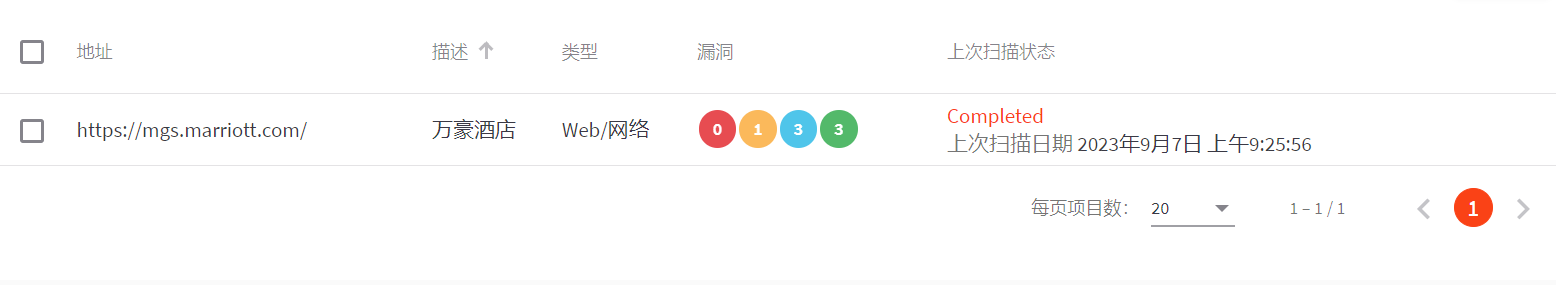 地址 描述 类型 漏洞 上次扫描状态
https://mgs.marriott.com/ 万豪酒店 Web/网络 0 1 3 3 Completed
上次扫描日期 2023年9月7日 上午9:25:56
每页项目数: 20 1 – 1 / 1 1